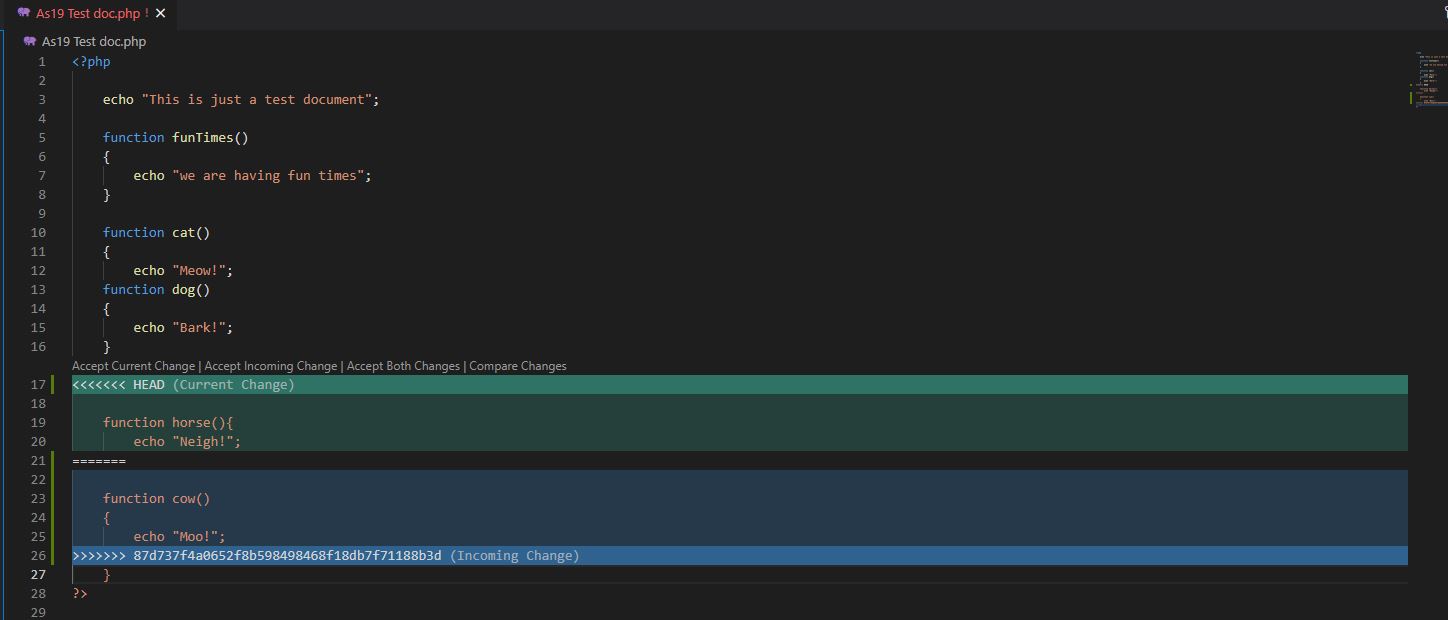 As19 Test doc.php !
As19 Test doc.php
1 <?php
2
3     echo "This is just a test document";
4
5     function funTimes()
6     {
7         echo "we are having fun times";
8     }
9
10     function cat()
11     {
12         echo "Meow!";
13     function dog()
14     {
15         echo "Bark!";
16     }
Accept Current Change | Accept Incoming Change | Accept Both Changes | Compare Changes
17 <<<<<<< HEAD (Current Change)
18
19     function horse(){
20         echo "Neigh!";
21 =======
22
23     function cow()
24     {
25         echo "Moo!";
26 >>>>>>> 87d737f4a0652f8b598498468f18db7f71188b3d (Incoming Change)
27     }
28 ?>
29